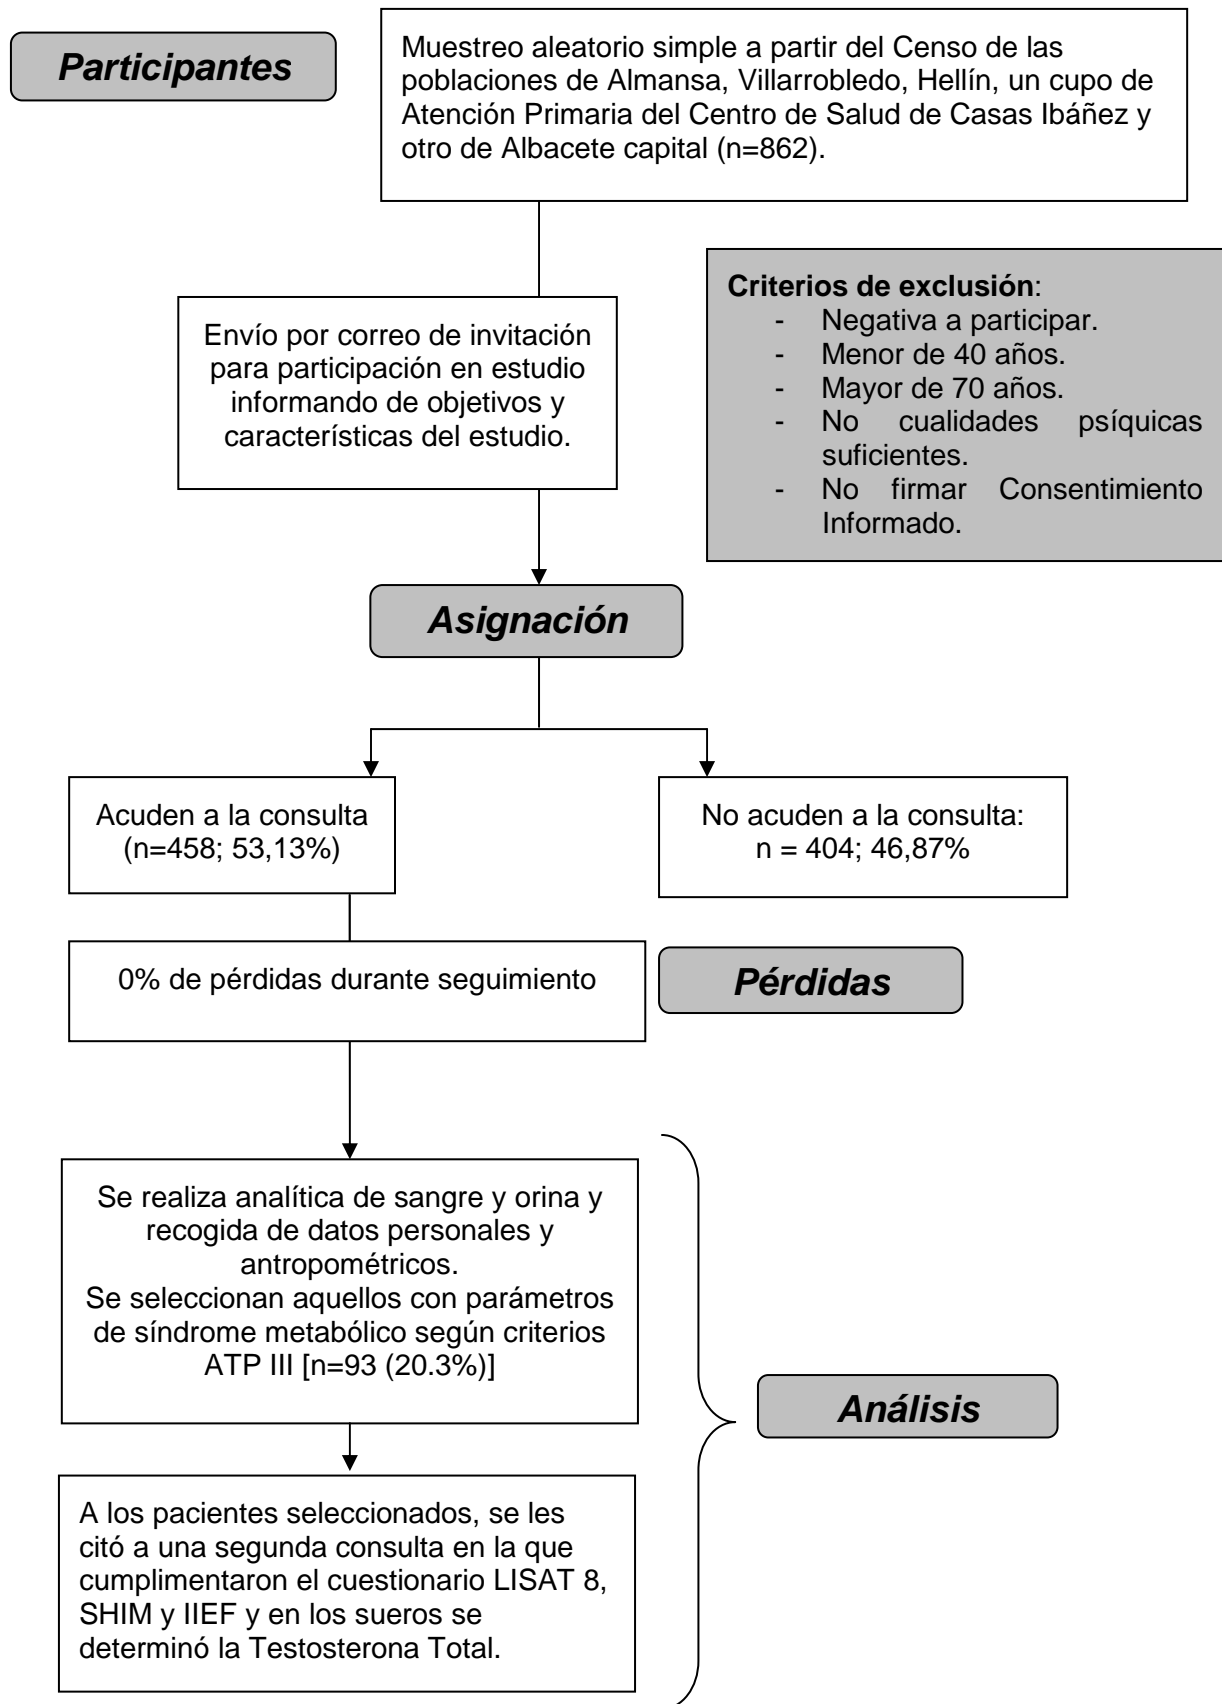 Participantes
Muestreo aleatorio simple a partir del Censo de las
poblaciones de Almansa, Villarrobledo, Hellín, un cupo de
Atención Primaria del Centro de Salud de Casas Ibáñez y
otro de Albacete capital (n=862).
Envío por correo de invitación
para participación en estudio
informando de objetivos y
características del estudio.
Criterios de exclusión:
- Negativa a participar.
- Menor de 40 años.
- Mayor de 70 años.
- No cualidades psíquicas
suficientes.
- No firmar Consentimiento
Informado.
Asignación
Acuden a la consulta
(n=458; 53,13%)
No acuden a la consulta:
n = 404; 46,87%
0% de pérdidas durante seguimiento
Pérdidas
Se realiza analítica de sangre y orina y
recogida de datos personales y
antropométricos.
Se seleccionan aquellos con parámetros
de síndrome metabólico según criterios
ATP III [n=93 (20.3%)]
Análisis
A los pacientes seleccionados, se les
citó a una segunda consulta en la que
cumplimentaron el cuestionario LISAT 8,
SHIM y IIEF y en los sueros se
determinó la Testosterona Total.